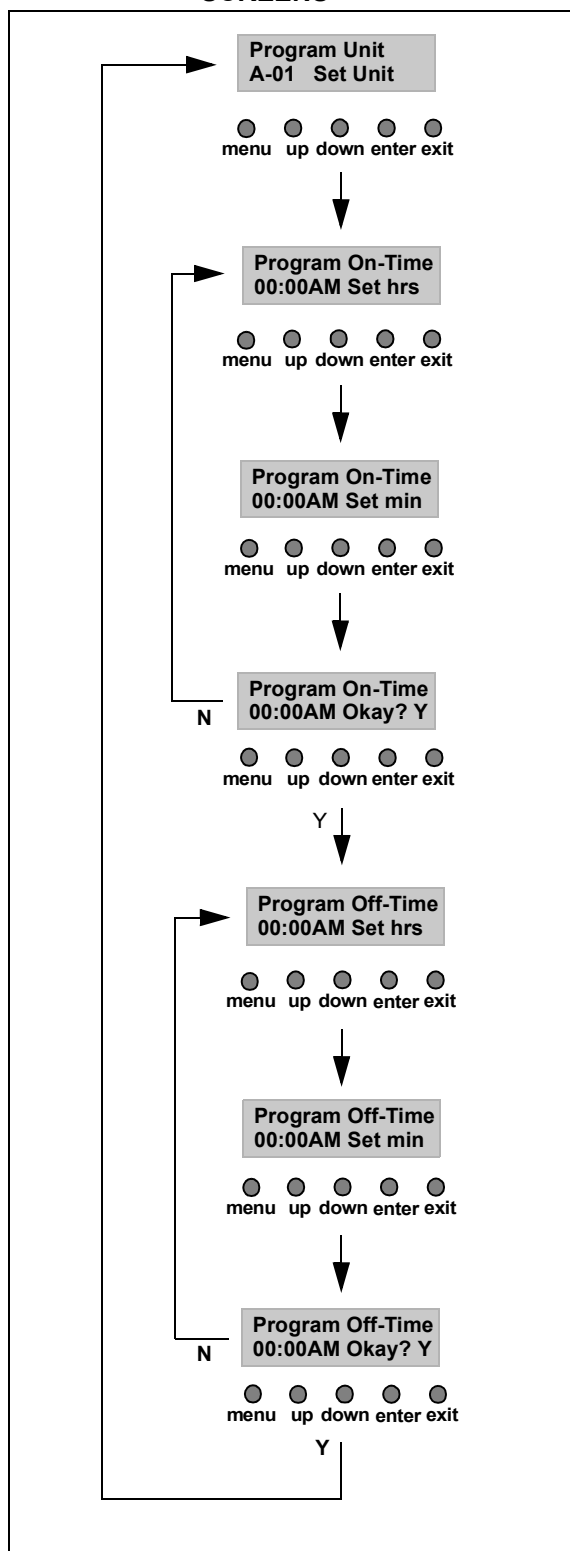 Program Unit
A-01 Set Unit
menu up down enter exit
Program On-Time
00:00AM Set hrs
menu up down enter exit
Program On-Time
00:00AM Set min
menu up down enter exit
Program On-Time
00:00AM Okay? Y
N
menu up down enter exit
Y
Program Off-Time
00:00AM Set hrs
menu up down enter exit
Program Off-Time
00:00AM Set min
menu up down enter exit
Program Off-Time
00:00AM Okay? Y
N
menu up down enter exit
Y